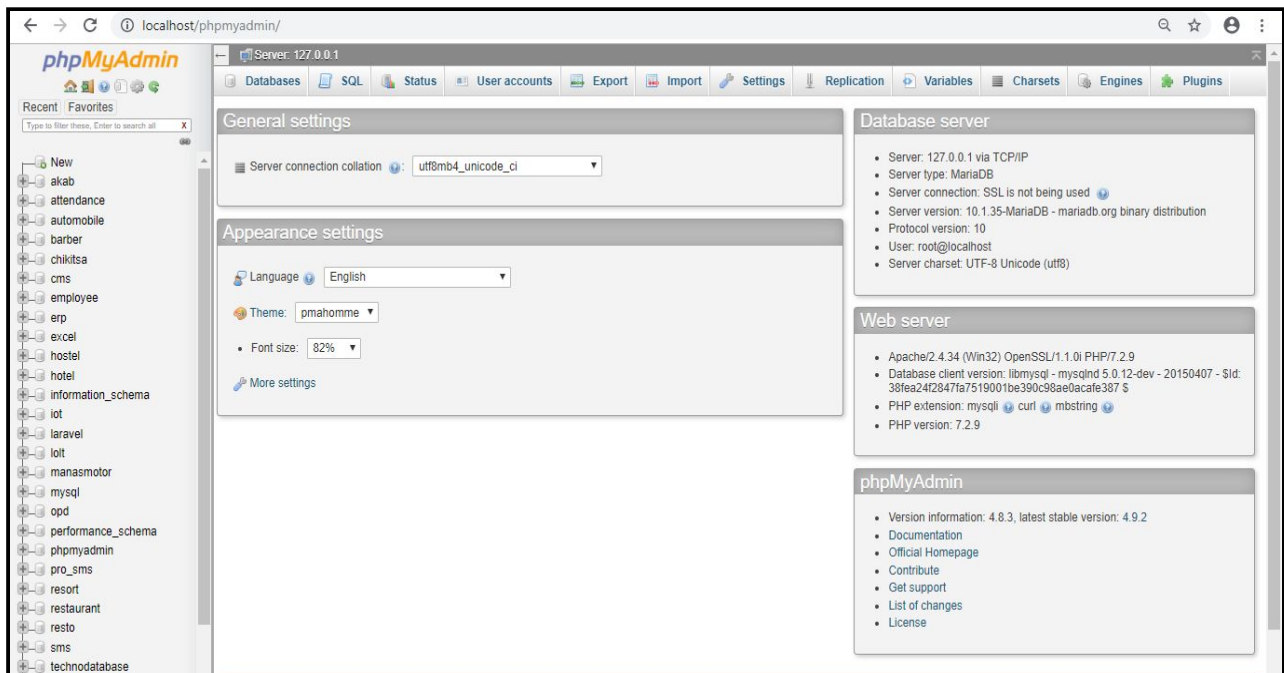 localhost/phpmyadmin/
phpMyAdmin
Recent Favorites
Type to filter these, Enter to search all X
New
akab
attendance
automobile
barber
chikitsa
cms
employee
erp
excel
hostel
hotel
information_schema
iot
laravel
lolt
manasmotor
mysql
opd
performance_schema
phpmyadmin
pro_sms
resort
restaurant
resto
sms
technodatabase
Server: 127.0.0.1
Databases SQL Status User accounts Export Import Settings Replication Variables Charsets Engines Plugins
General settings
Server connection collation : utf8mb4_unicode_ci
Appearance settings
Language English
Theme: pmahomme
• Font size: 82%
More settings
Database server
• Server: 127.0.0.1 via TCP/IP
• Server type: MariaDB
• Server connection: SSL is not being used
• Server version: 10.1.35-MariaDB - mariadb.org binary distribution
• Protocol version: 10
• User: root@localhost
• Server charset: UTF-8 Unicode (utf8)
Web server
• Apache/2.4.34 (Win32) OpenSSL/1.1.0i PHP/7.2.9
• Database client version: libmysql - mysqlnd 5.0.12-dev - 20150407 - $Id:
38fea24f2847fa7519001be390c98ae0acafe387 $
• PHP extension: mysqli curl mbstring
• PHP version: 7.2.9
phpMyAdmin
• Version information: 4.8.3, latest stable version: 4.9.2
• Documentation
• Official Homepage
• Contribute
• Get support
• List of changes
• License